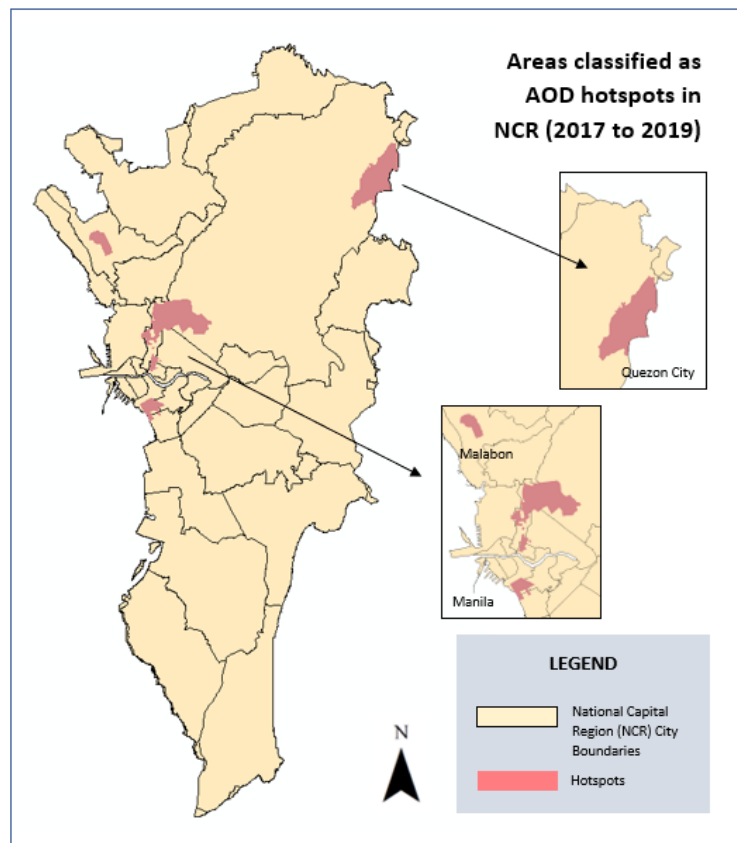 Areas classified as
AOD hotspots in
NCR (2017 to 2019)
Quezon City
Malabon
Manila
LEGEND
National Capital
Region (NCR) City
Boundaries
Hotspots
N